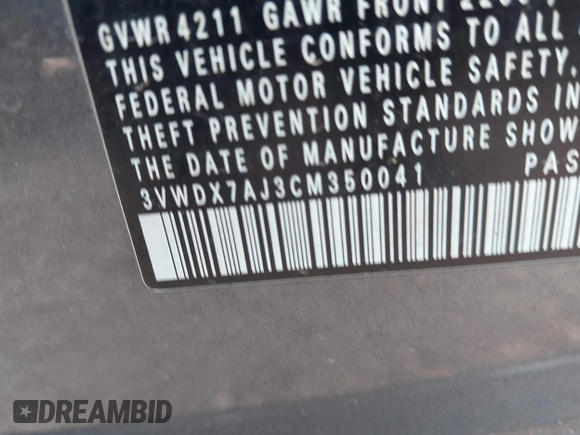 GVWR 4211 GAWR FRONT
THIS VEHICLE CONFORMS TO ALL
FEDERAL MOTOR VEHICLE SAFETY,
THEFT PREVENTION STANDARDS IN
THE DATE OF MANUFACTURE SHOW
3VWDX7AJ3CM350041 PAS
DREAMBID